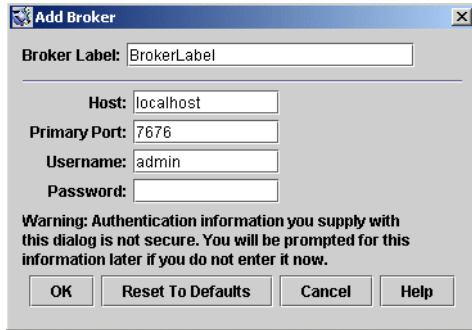 Add Broker
Broker Label: BrokerLabel
Host: localhost
Primary Port: 7676
Username: admin
Password:
Warning: Authentication information you supply with
this dialog is not secure. You will be prompted for this
information later if you do not enter it now.
OK Reset To Defaults Cancel Help